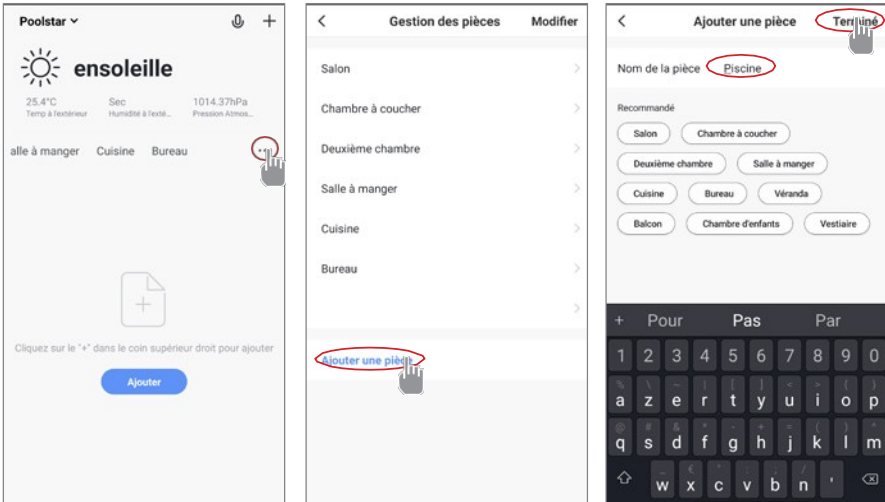 Poolstar
ensoleille
25.4°C Sec 1014.37hPa
Temp à l'extérieur Humidité à l'exté... Pression Atmos...
alle à manger Cuisine Bureau ...
Cliquez sur le "+" dans le coin supérieur droit pour ajouter
Ajouter
Gestion des pièces Modifier
Salon
Chambre à coucher
Deuxième chambre
Salle à manger
Cuisine
Bureau
Ajouter une pièce
Ajouter une pièce Terminé
Nom de la pièce Piscine
Recommandé
Salon Chambre à coucher
Deuxième chambre Salle à manger
Cuisine Bureau Véranda
Balcon Chambre d'enfants Vestiaire
+ Pour Pas Par
1 2 3 4 5 6 7 8 9 0
a z e r t y u i o p
q s d f g h j k l m
w x c v b n '